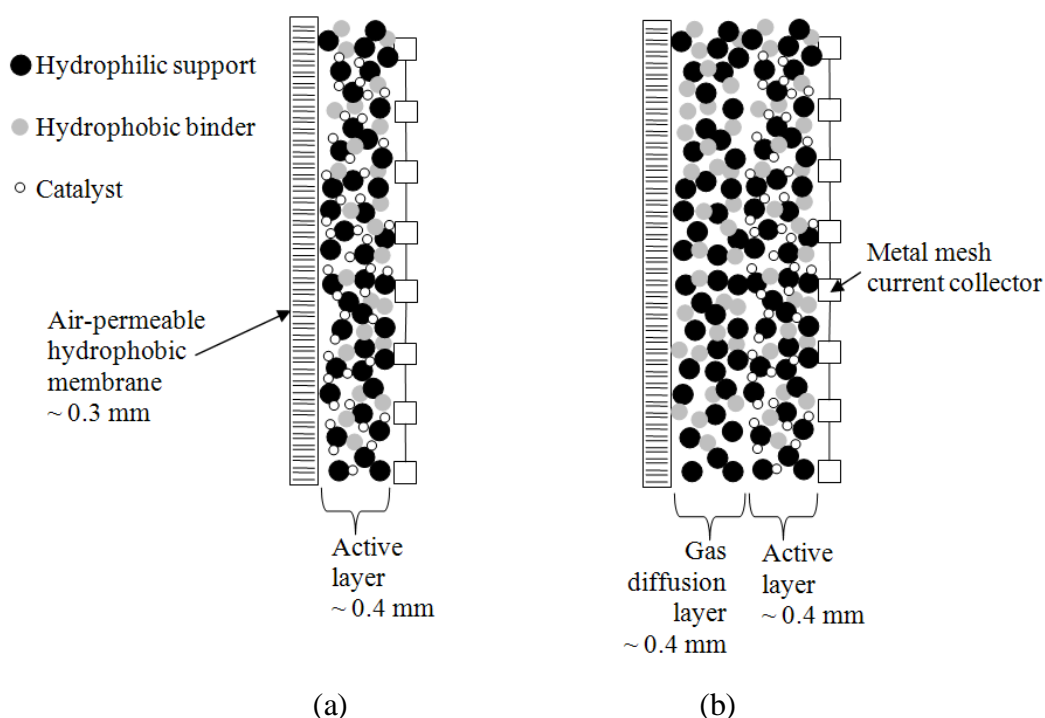 Hydrophilic support
Hydrophobic binder
Catalyst
Air-permeable
hydrophobic
membrane
~ 0.3 mm
Active
layer
~ 0.4 mm
Metal mesh
current collector
Gas
diffusion
layer
~ 0.4 mm
Active
layer
~ 0.4 mm
(a)
(b)